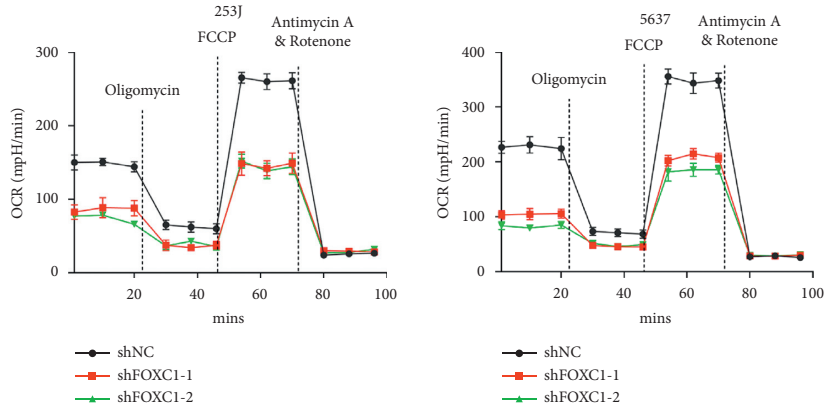 253J
FCCP
Antimycin A
& Rotenone
Oligomycin
OCR (mpH/min)
300
200
100
0
0 20 40 60 80 100
mins
shNC
shFOXC1-1
shFOXC1-2
5637
FCCP
Antimycin A
& Rotenone
Oligomycin
OCR (mpH/min)
400
300
200
100
0
0 20 40 60 80 100
mins
shNC
shFOXC1-1
shFOXC1-2